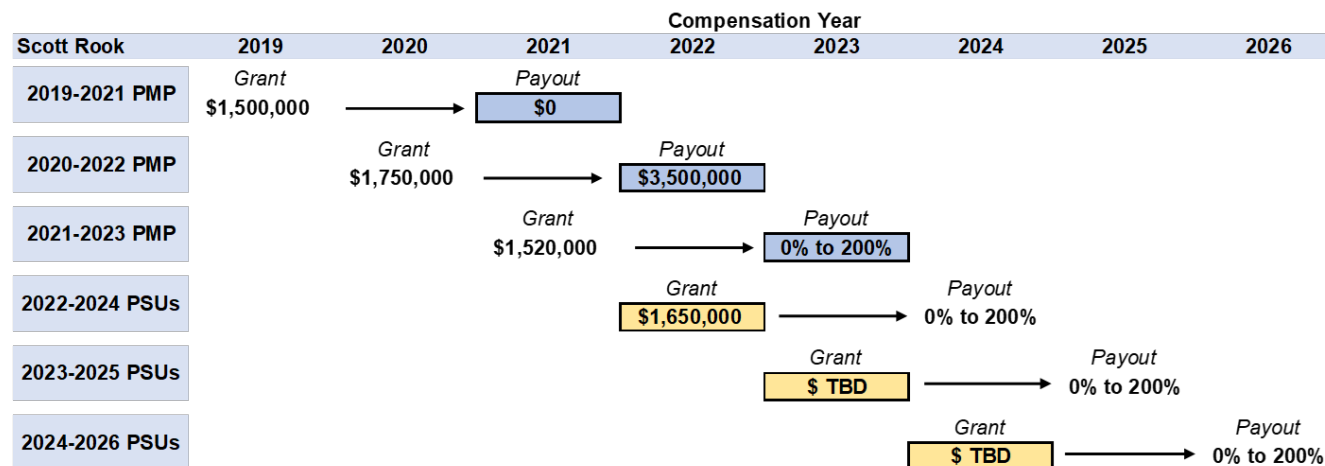 Compensation Year
Scott Rook 2019 2020 2021 2022 2023 2024 2025 2026
Grant Payout
2019-2021 PMP $1,500,000 $0
Grant Payout
2020-2022 PMP $1,750,000 $3,500,000
Grant Payout
2021-2023 PMP $1,520,000 0% to 200%
Grant Payout
2022-2024 PSUs $1,650,000 0% to 200%
Grant Payout
2023-2025 PSUs $ TBD 0% to 200%
Grant Payout
2024-2026 PSUs $ TBD 0% to 200%